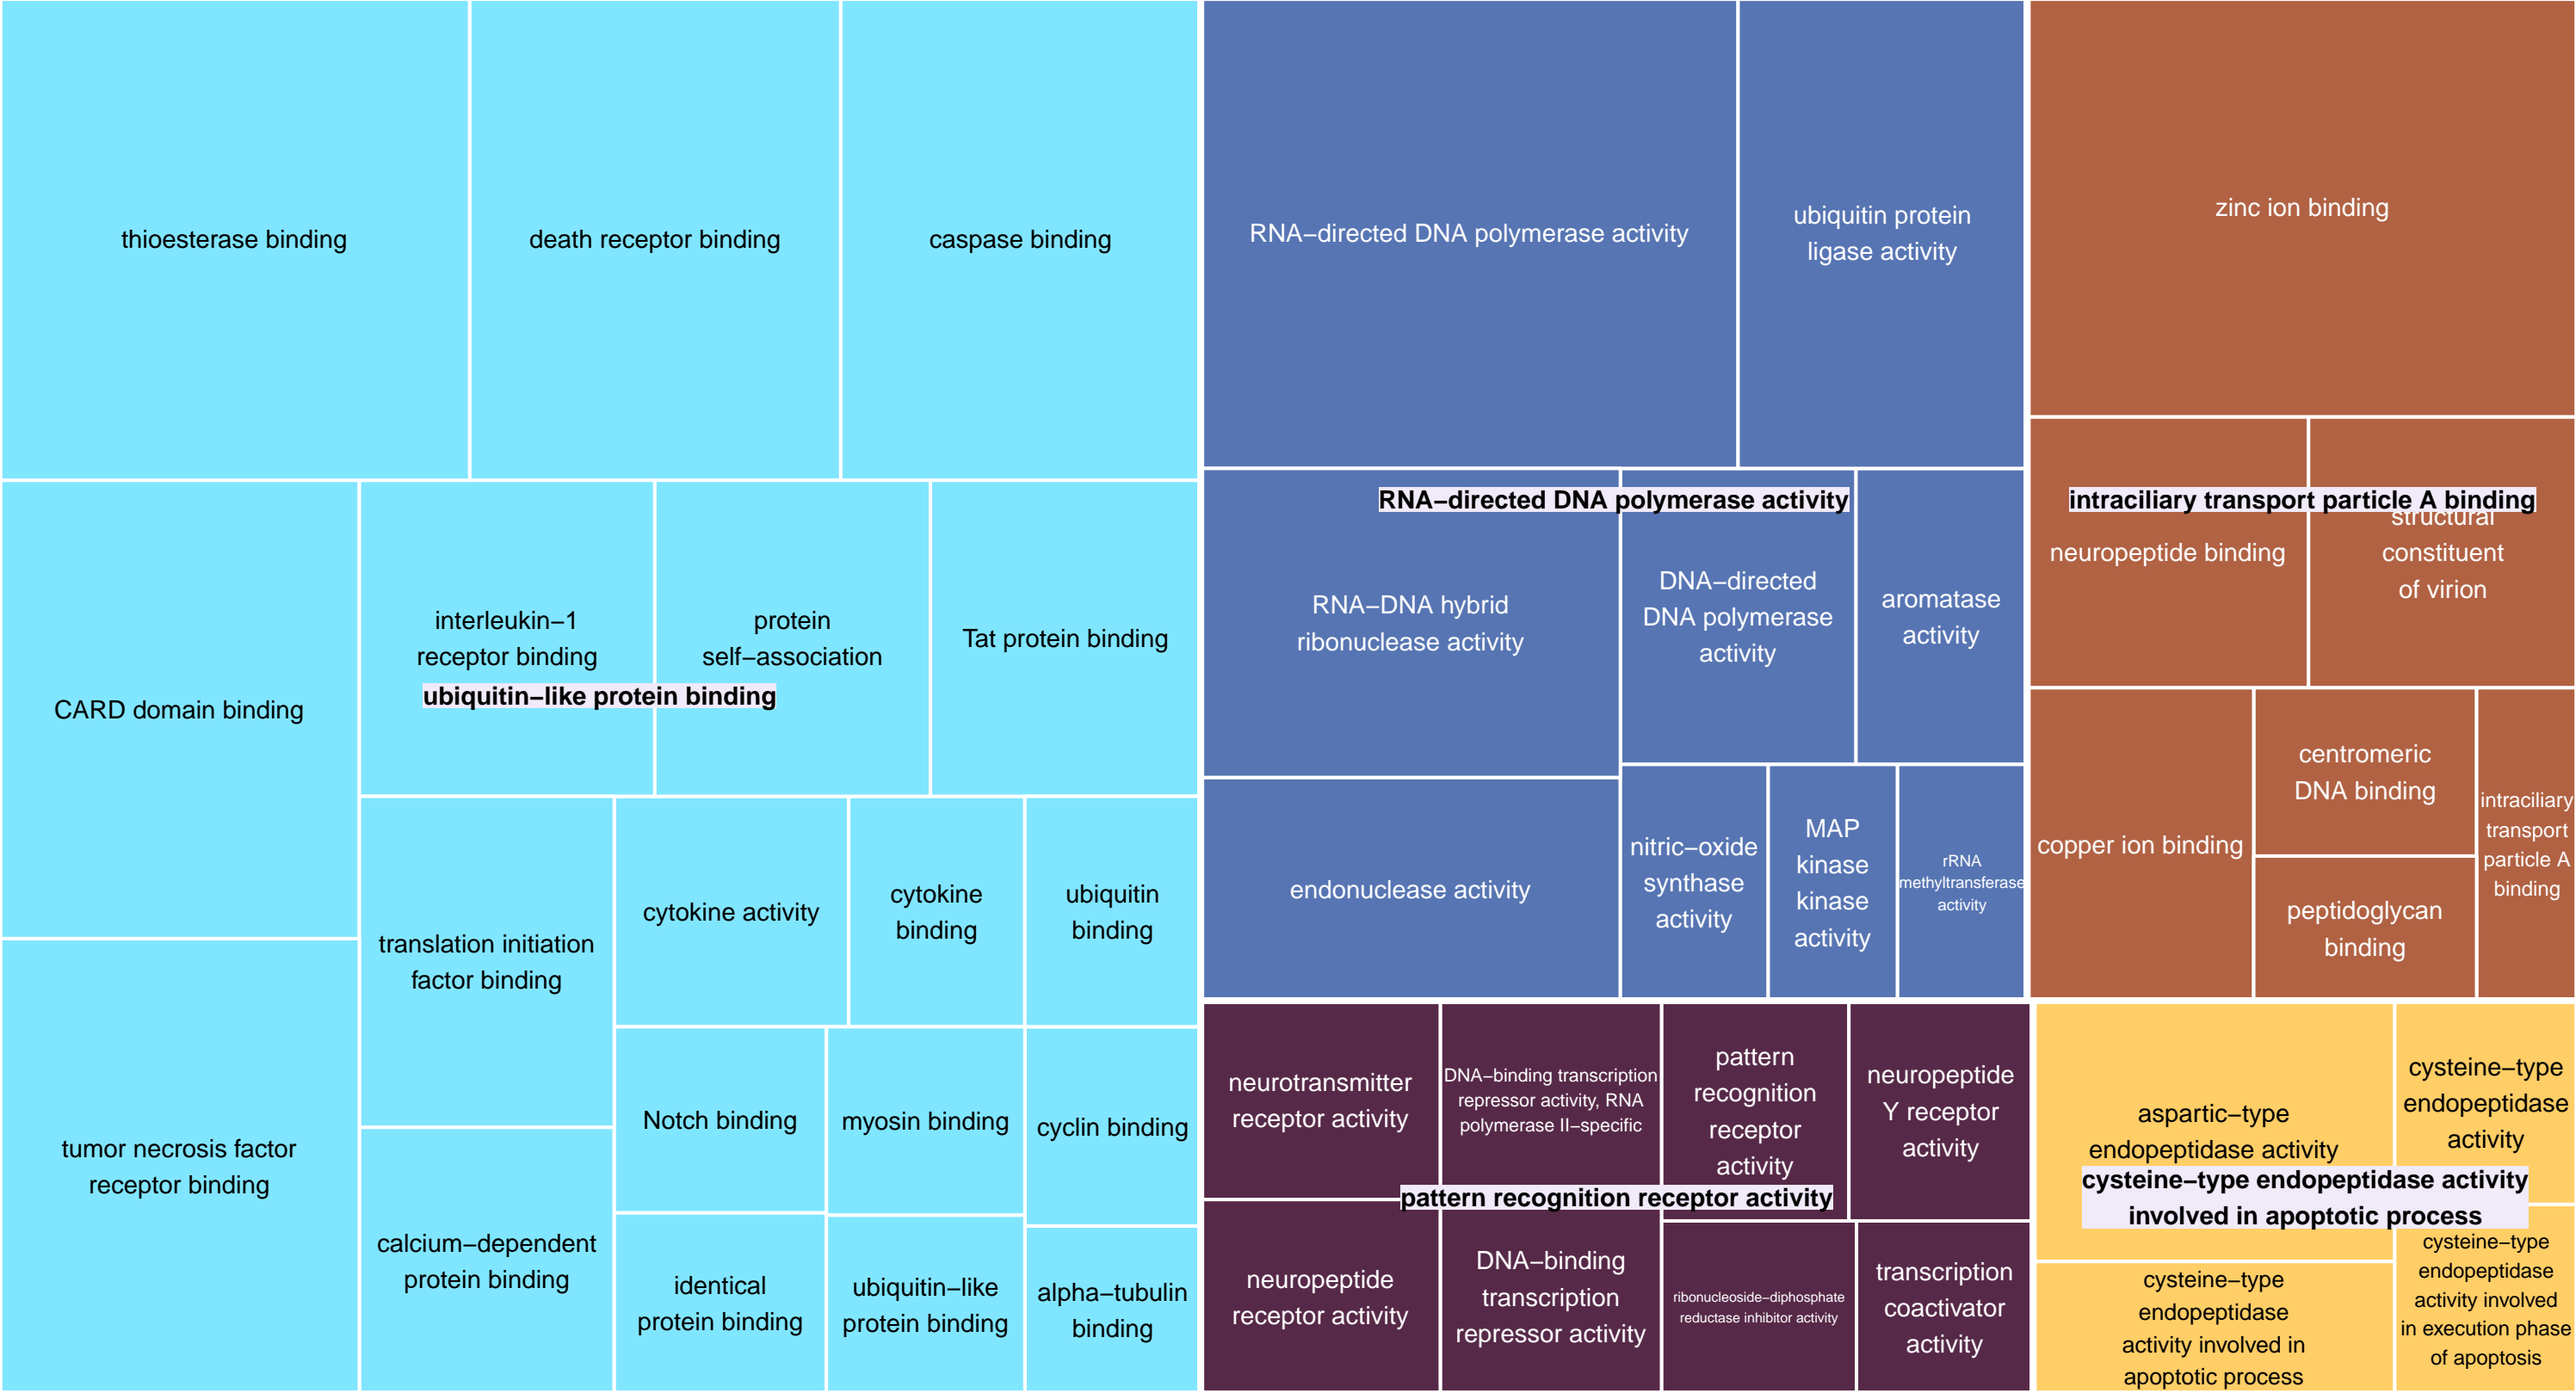 thioesterase binding
death receptor binding
caspase binding
CARD domain binding
interleukin−1
receptor binding
protein
self−association
Tat protein binding
ubiquitin−like protein binding
tumor necrosis factor
receptor binding
translation initiation
factor binding
cytokine activity
cytokine
binding
ubiquitin
binding
calcium−dependent
protein binding
Notch binding
myosin binding
cyclin binding
identical
protein binding
ubiquitin−like
protein binding
alpha−tubulin
binding
RNA−directed DNA polymerase activity
ubiquitin protein
ligase activity
RNA−directed DNA polymerase activity
RNA−DNA hybrid
ribonuclease activity
DNA−directed
DNA polymerase
activity
aromatase
activity
endonuclease activity
nitric−oxide
synthase
activity
MAP
kinase
kinase
activity
rRNA
methyltransferase
activity
zinc ion binding
intraciliary transport particle A binding
neuropeptide binding
structural
constituent
of virion
copper ion binding
centromeric
DNA binding
peptidoglycan
binding
intraciliary
transport
particle A
binding
neurotransmitter
receptor activity
DNA−binding transcription
repressor activity, RNA
polymerase II−specific
pattern
recognition
receptor
activity
neuropeptide
Y receptor
activity
pattern recognition receptor activity
neuropeptide
receptor activity
DNA−binding
transcription
repressor activity
ribonucleoside−diphosphate
reductase inhibitor activity
transcription
coactivator
activity
aspartic−type
endopeptidase activity
cysteine−type
endopeptidase
activity
cysteine−type endopeptidase activity
involved in apoptotic process
cysteine−type
endopeptidase
activity involved in
apoptotic process
cysteine−type
endopeptidase
activity involved
in execution phase
of apoptosis